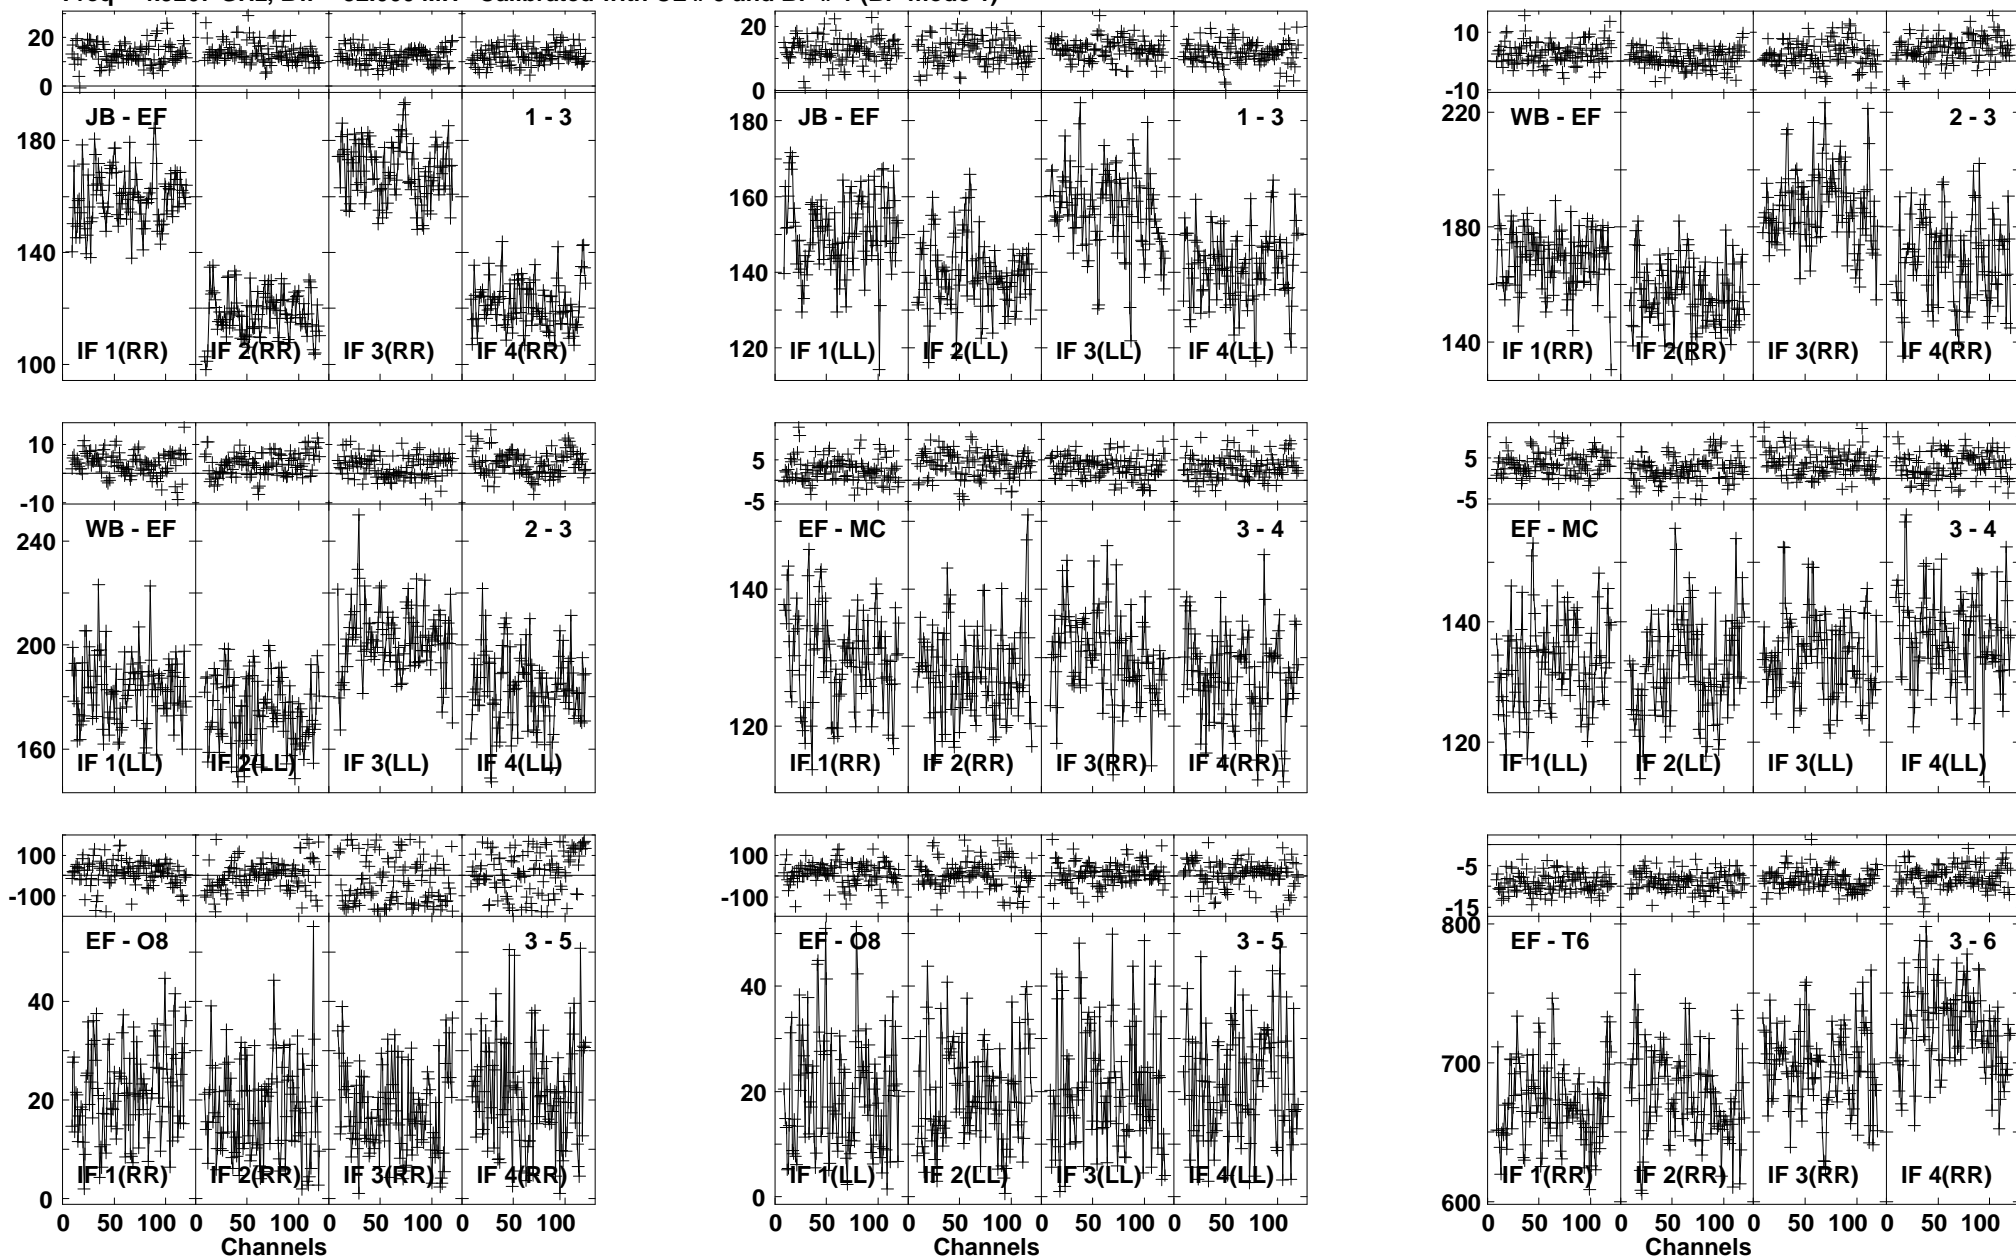 20 20 10
10 10
0 0 -10
JB - EF 1 - 3 JB - EF 1 - 3 WB - EF 2 - 3
180 180 220
160 180
140 140
100 120 140
IF 1(RR) IF 2(RR) IF 3(RR) IF 4(RR) IF 1(LL) IF 2(LL) IF 3(LL) IF 4(LL) IF 1(RR) IF 2(RR) IF 3(RR) IF 4(RR)
10 5 5
-10 -5 -5
WB - EF 2 - 3 EF - MC 3 - 4 EF - MC 3 - 4
240 140 140
200
160 120 120
IF 1(LL) IF 2(LL) IF 3(LL) IF 4(LL) IF 1(RR) IF 2(RR) IF 3(RR) IF 4(RR) IF 1(LL) IF 2(LL) IF 3(LL) IF 4(LL)
100 100 -5
-100 -100 -15
EF - O8 3 - 5 EF - O8 3 - 5 EF - T6 3 - 6
800
40 40 700
20 20
0 0 600
IF 1(RR) IF 2(RR) IF 3(RR) IF 4(RR) IF 1(LL) IF 2(LL) IF 3(LL) IF 4(LL) IF 1(RR) IF 2(RR) IF 3(RR) IF 4(RR)
0 50 100 0 50 100 0 50 100 0 50 100 0 50 100 0 50 100 0 50 100 0 50 100 0 50 100 0 50 100 0 50 100 0 50 100
Channels Channels Channels